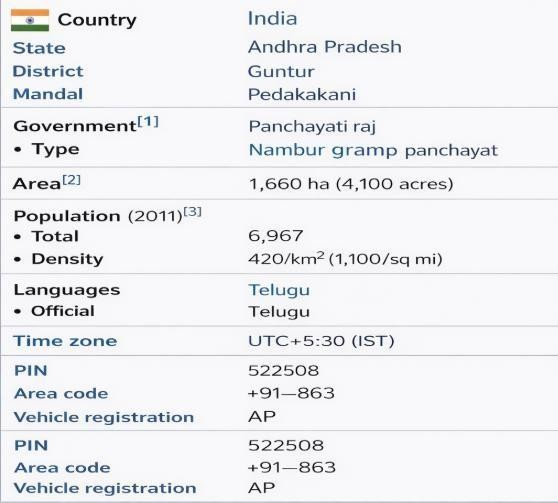 Country India
State Andhra Pradesh
District Guntur
Mandal Pedakakani
Government[1] Panchayati raj
• Type Nambur gramp panchayat
Area[2] 1,660 ha (4,100 acres)
Population (2011)[3]
• Total 6,967
• Density 420/km² (1,100/sq mi)
Languages Telugu
• Official Telugu
Time zone UTC+5:30 (IST)
PIN 522508
Area code +91—863
Vehicle registration AP
PIN 522508
Area code +91—863
Vehicle registration AP